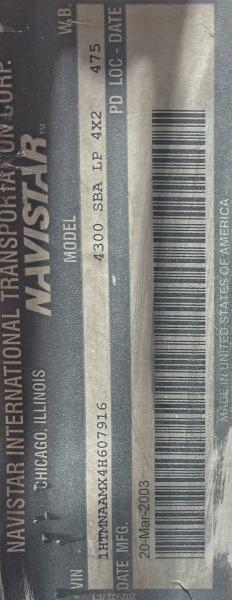 NAVISTAR INTERNATIONAL TRANSPORTATION CORP.
CHICAGO, ILLINOIS NAVISTAR™
VIN MODEL W.B.
1HTMNAAMX4H607916 4300 SBA LP 4X2 475
DATE MFG. PD LOC - DATE
20-Mar-2003
MADE IN UNITED STATES OF AMERICA